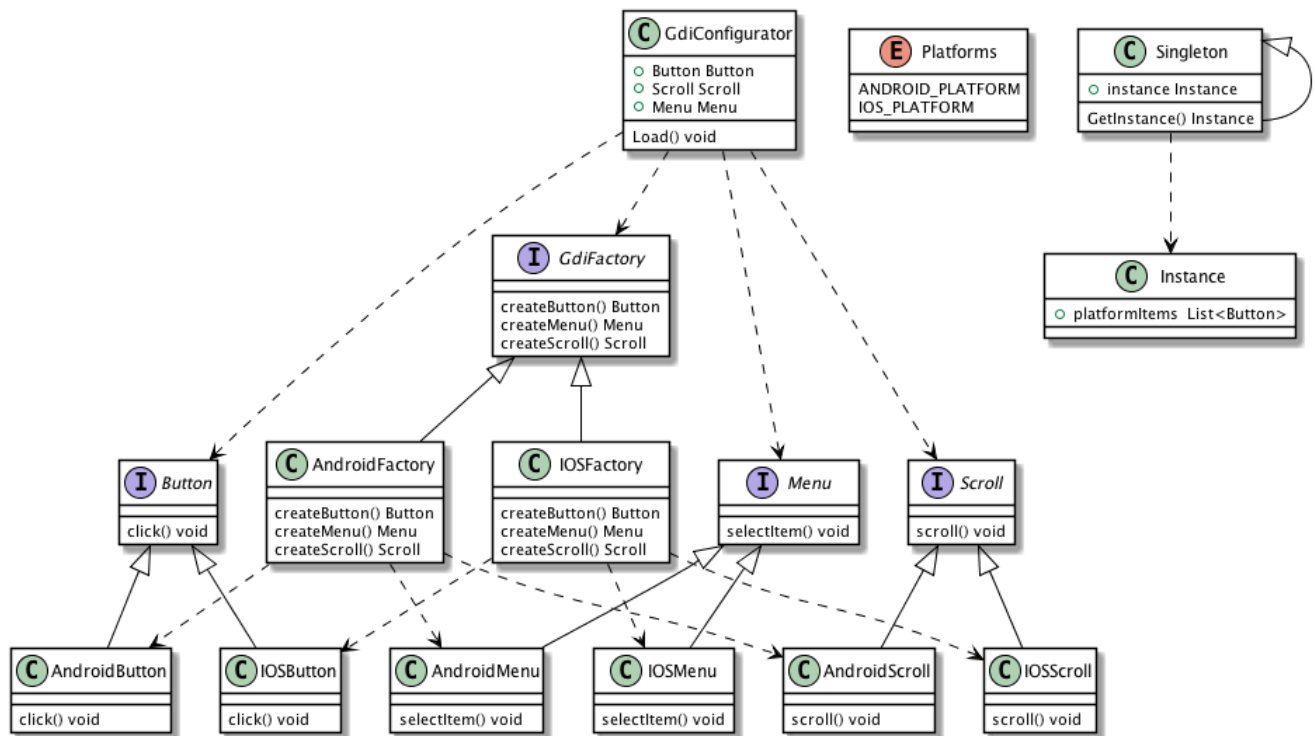 C GdiConfigurator
Button Button
Scroll Scroll
Menu Menu
Load() void
E Platforms
ANDROID_PLATFORM
IOS_PLATFORM
C Singleton
instance Instance
GetInstance() Instance
I GdiFactory
createButton() Button
createMenu() Menu
createScroll() Scroll
C Instance
platformItems List<Button>
I Button
click() void
C AndroidFactory
createButton() Button
createMenu() Menu
createScroll() Scroll
C IOSFactory
createButton() Button
createMenu() Menu
createScroll() Scroll
I Menu
selectItem() void
I Scroll
scroll() void
C AndroidButton
click() void
C IOSButton
click() void
C AndroidMenu
selectItem() void
C IOSMenu
selectItem() void
C AndroidScroll
scroll() void
C IOSScroll
scroll() void